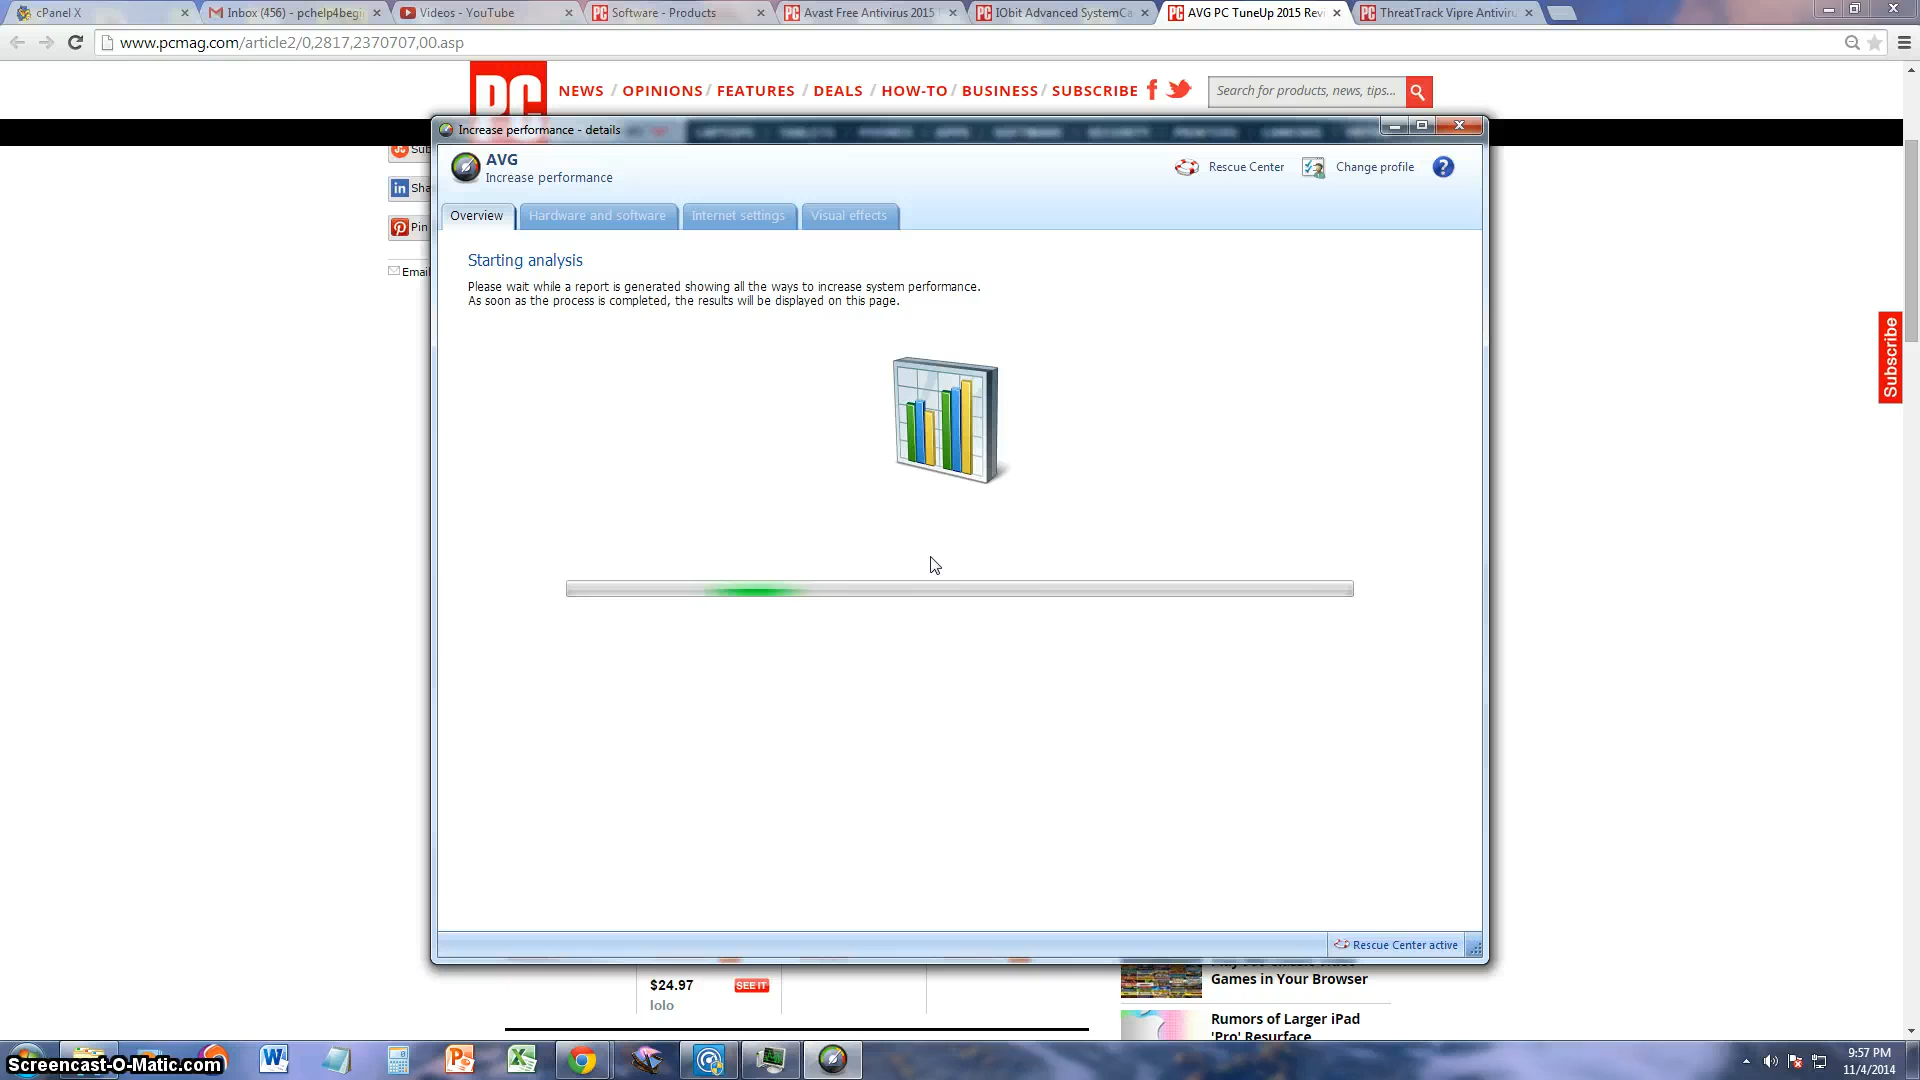 cPanel X
Inbox (456) - pchelp4begi
Videos - YouTube
Software - Products
Avast Free Antivirus 2015
IObit Advanced SystemCa
AVG PC TuneUp 2015 Revi
ThreatTrack Vipre Antiviru
www.pcmag.com/article2/0,2817,2370707,00.asp
PC
NEWS / OPINIONS / FEATURES / DEALS / HOW-TO / BUSINESS / SUBSCRIBE
Search for products, news, tips...
Increase performance - details
Sub
AVG
Increase performance
Rescue Center
Change profile
?
in Sha
Pin
Email
Overview
Hardware and software
Internet settings
Visual effects
Starting analysis
Please wait while a report is generated showing all the ways to increase system performance.
As soon as the process is completed, the results will be displayed on this page.
Subscribe
Rescue Center active
$24.97
SEE IT
lolo
Games in Your Browser
Rumors of Larger iPad
'Pro' Resurface
Screencast-O-Matic.com
9:57 PM
11/4/2014